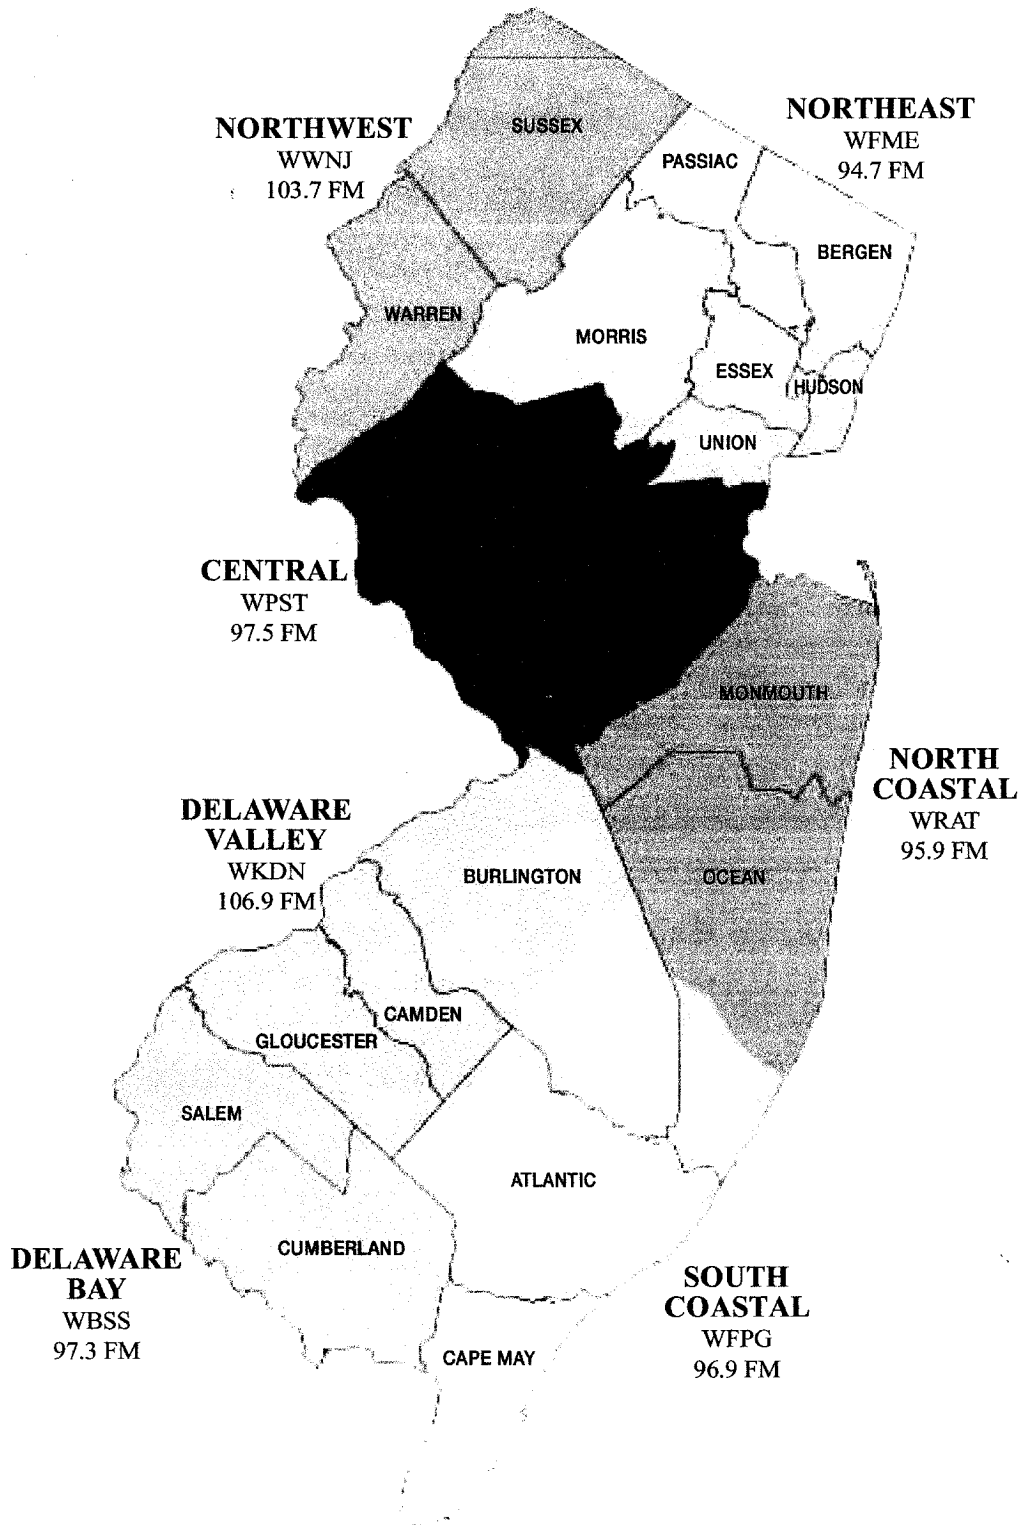 NORTHWEST
WWNJ
103.7 FM
NORTHEAST
WFME
94.7 FM
SUSSEX
PASSIAC
BERGEN
WARREN
MORRIS
ESSEX
HUDSON
UNION
CENTRAL
WPST
97.5 FM
MONMOUTH
NORTH
COASTAL
WRAT
95.9 FM
DELAWARE
VALLEY
WKDN
106.9 FM
BURLINGTON
OCEAN
CAMDEN
GLOUCESTER
SALEM
ATLANTIC
CUMBERLAND
DELAWARE
BAY
WBSS
97.3 FM
SOUTH
COASTAL
WFPG
96.9 FM
CAPE MAY